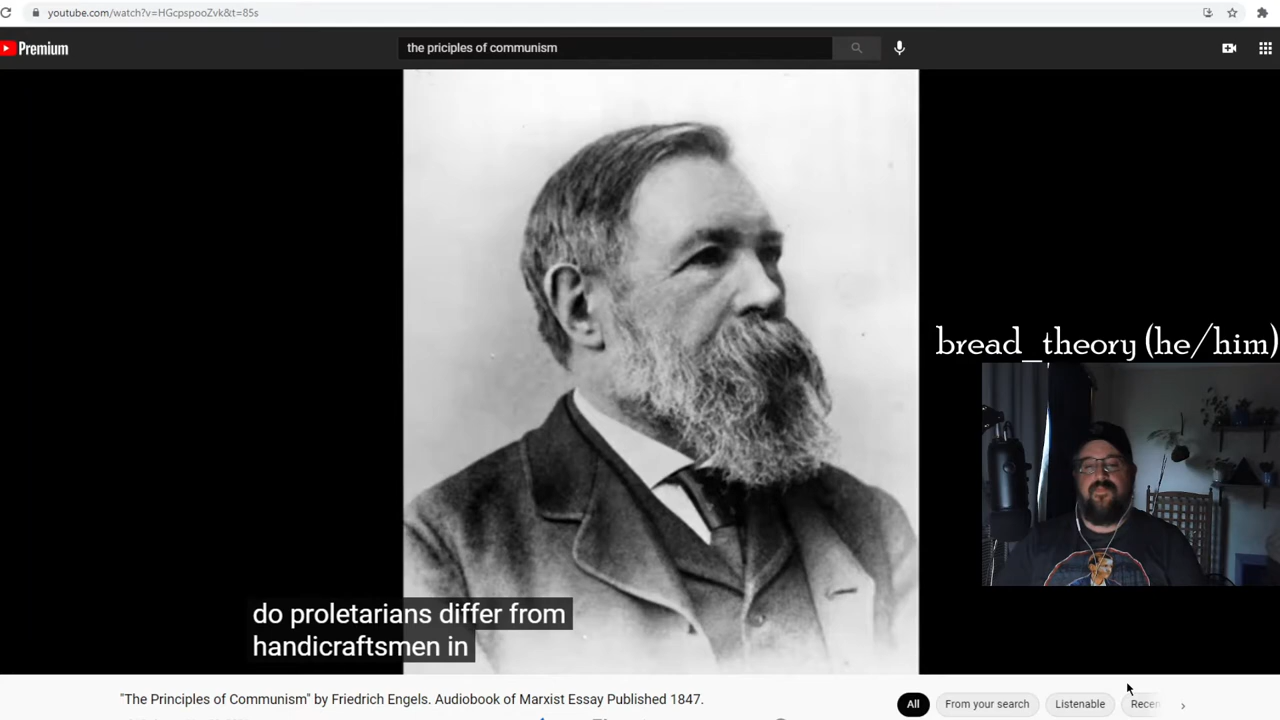 youtube.com/watch?v=HGcpspooZvk&t=85s
Premium
the priciples of communism
bread_theory (he/him)
do proletarians differ from
handicraftsmen in
"The Principles of Communism" by Friedrich Engels. Audiobook of Marxist Essay Published 1847.
All
From your search
Listenable
Recen